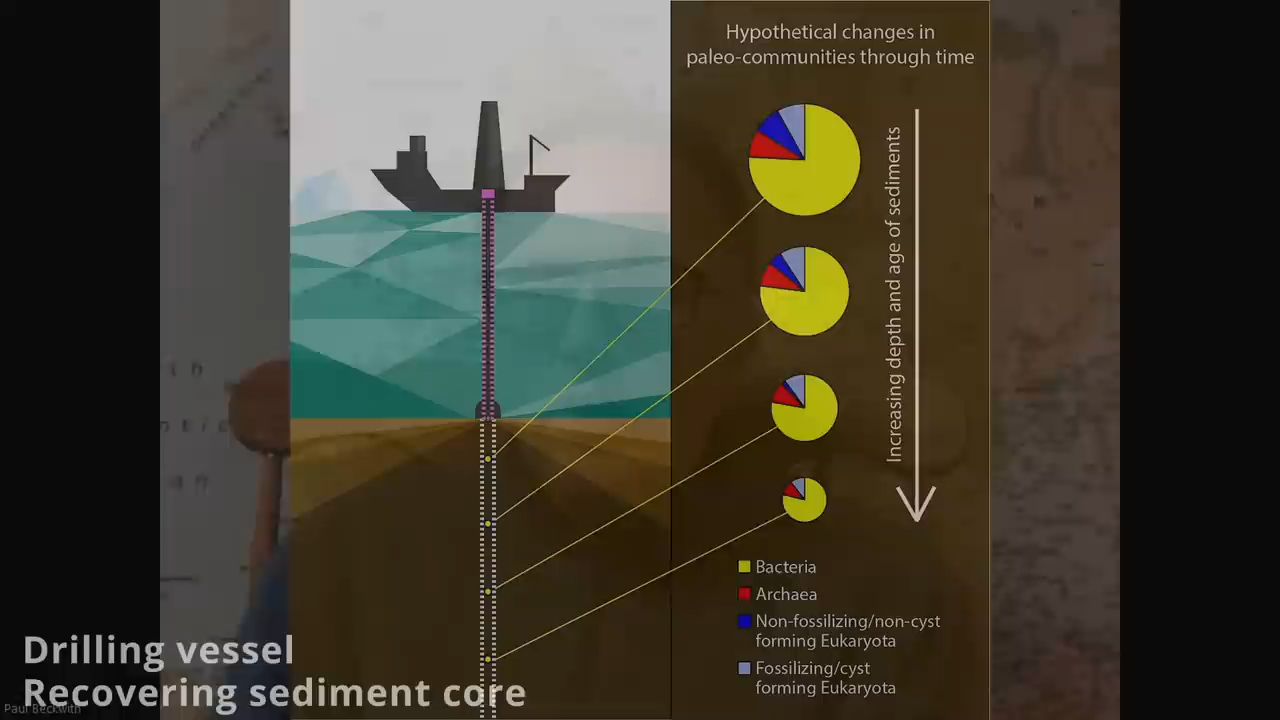 Hypothetical changes in
paleo-communities through time
Increasing depth and age of sediments
Bacteria
Archaea
Non-fossilizing/non-cyst
forming Eukaryota
Fossilizing/cyst
forming Eukaryota
Drilling vessel
Recovering sediment core
Paul Beckwith